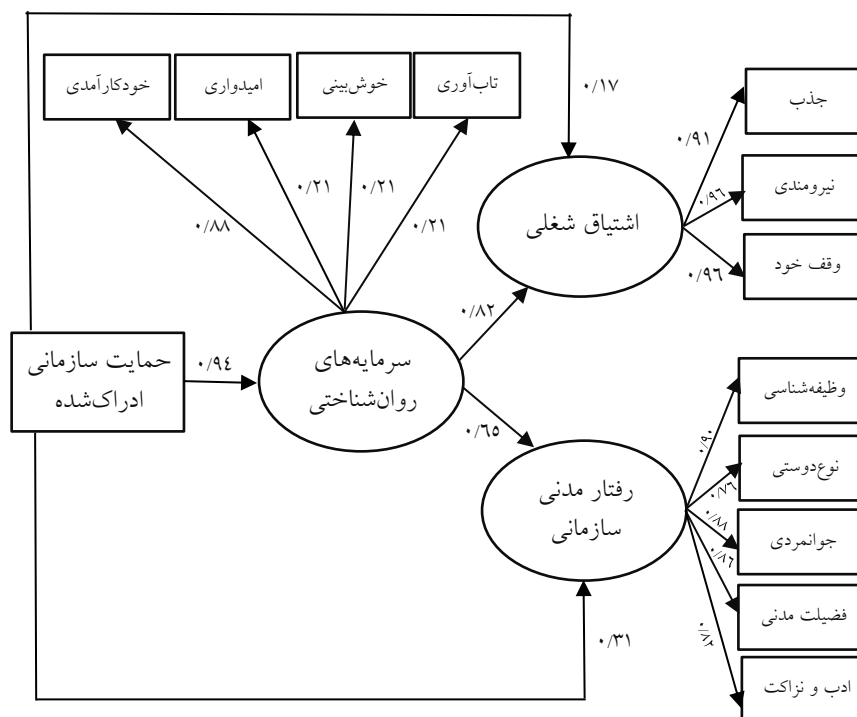 خودکارآمدی
امیدواری
خوش‌بینی
تاب‌آوری
۰/۱۷
جذب
۰/۹۱
نیرومندی
۰/۹۶
وقف خود
۰/۹۶
اشتیاق شغلی
۰/۸۸
۰/۲۱
۰/۲۱
۰/۲۱
۰/۸۲
حمایت سازمانی
ادراک‌شده
۰/۹٤
سرمایه‌های
روان‌شناختی
۰/٦٥
رفتار مدنی
سازمانی
۰/۳۱
وظیفه‌شناسی
۰/۹۰
نوع‌دوستی
۰/۷٦
جوانمردی
۰/۸۸
فضیلت مدنی
۰/۸٦
ادب و نزاکت
۰/۸۲